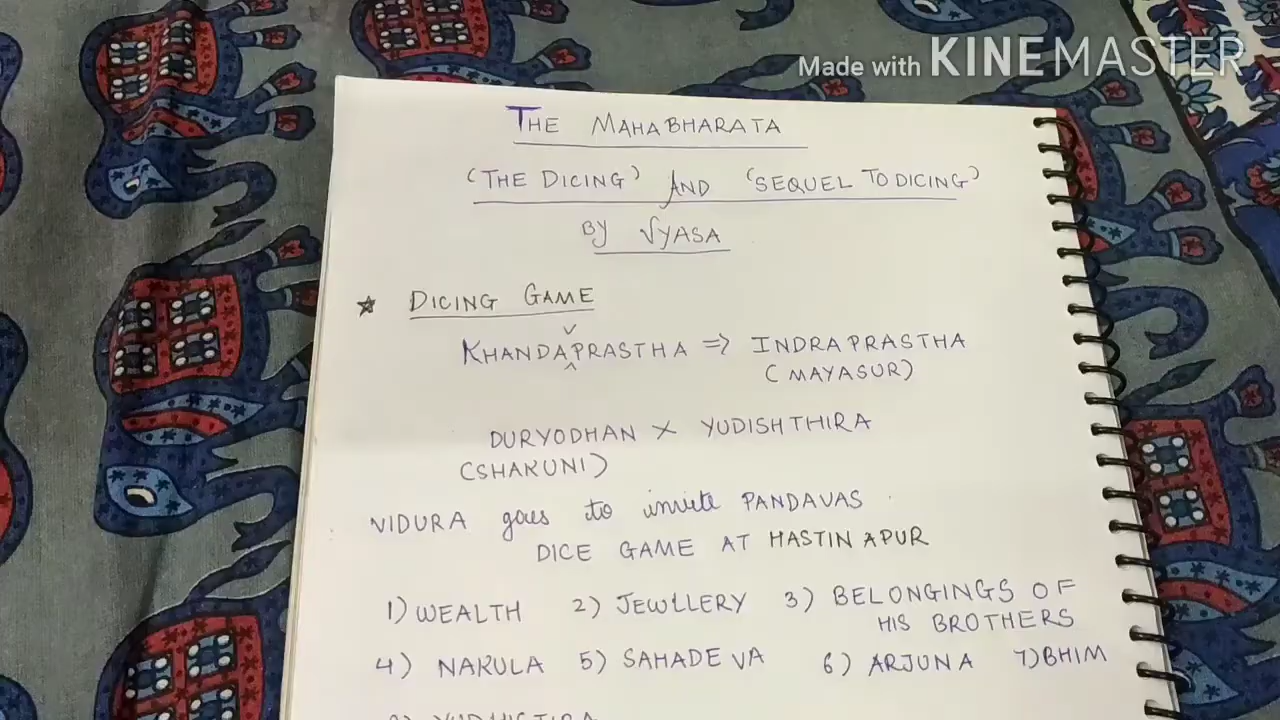 Made with KINEMASTER
THE MAHABHARATA
('THE DICING') AND ('SEQUEL TO DICING')
BY VYASA
☆ DICING GAME
V
KHANDAPRASTHA ⇒ INDRAPRASTHA
^
(MAYASUR)
DURYODHAN X YUDISHTHIRA
(SHAKUNI)
VIDURA goes to invite PANDAVAS
DICE GAME AT HASTINAPUR
1) WEALTH 2) JEWLLERY 3) BELONGINGS OF
HIS BROTHERS
4) NAKULA 5) SAHADEVA 6) ARJUNA 7) BHIM